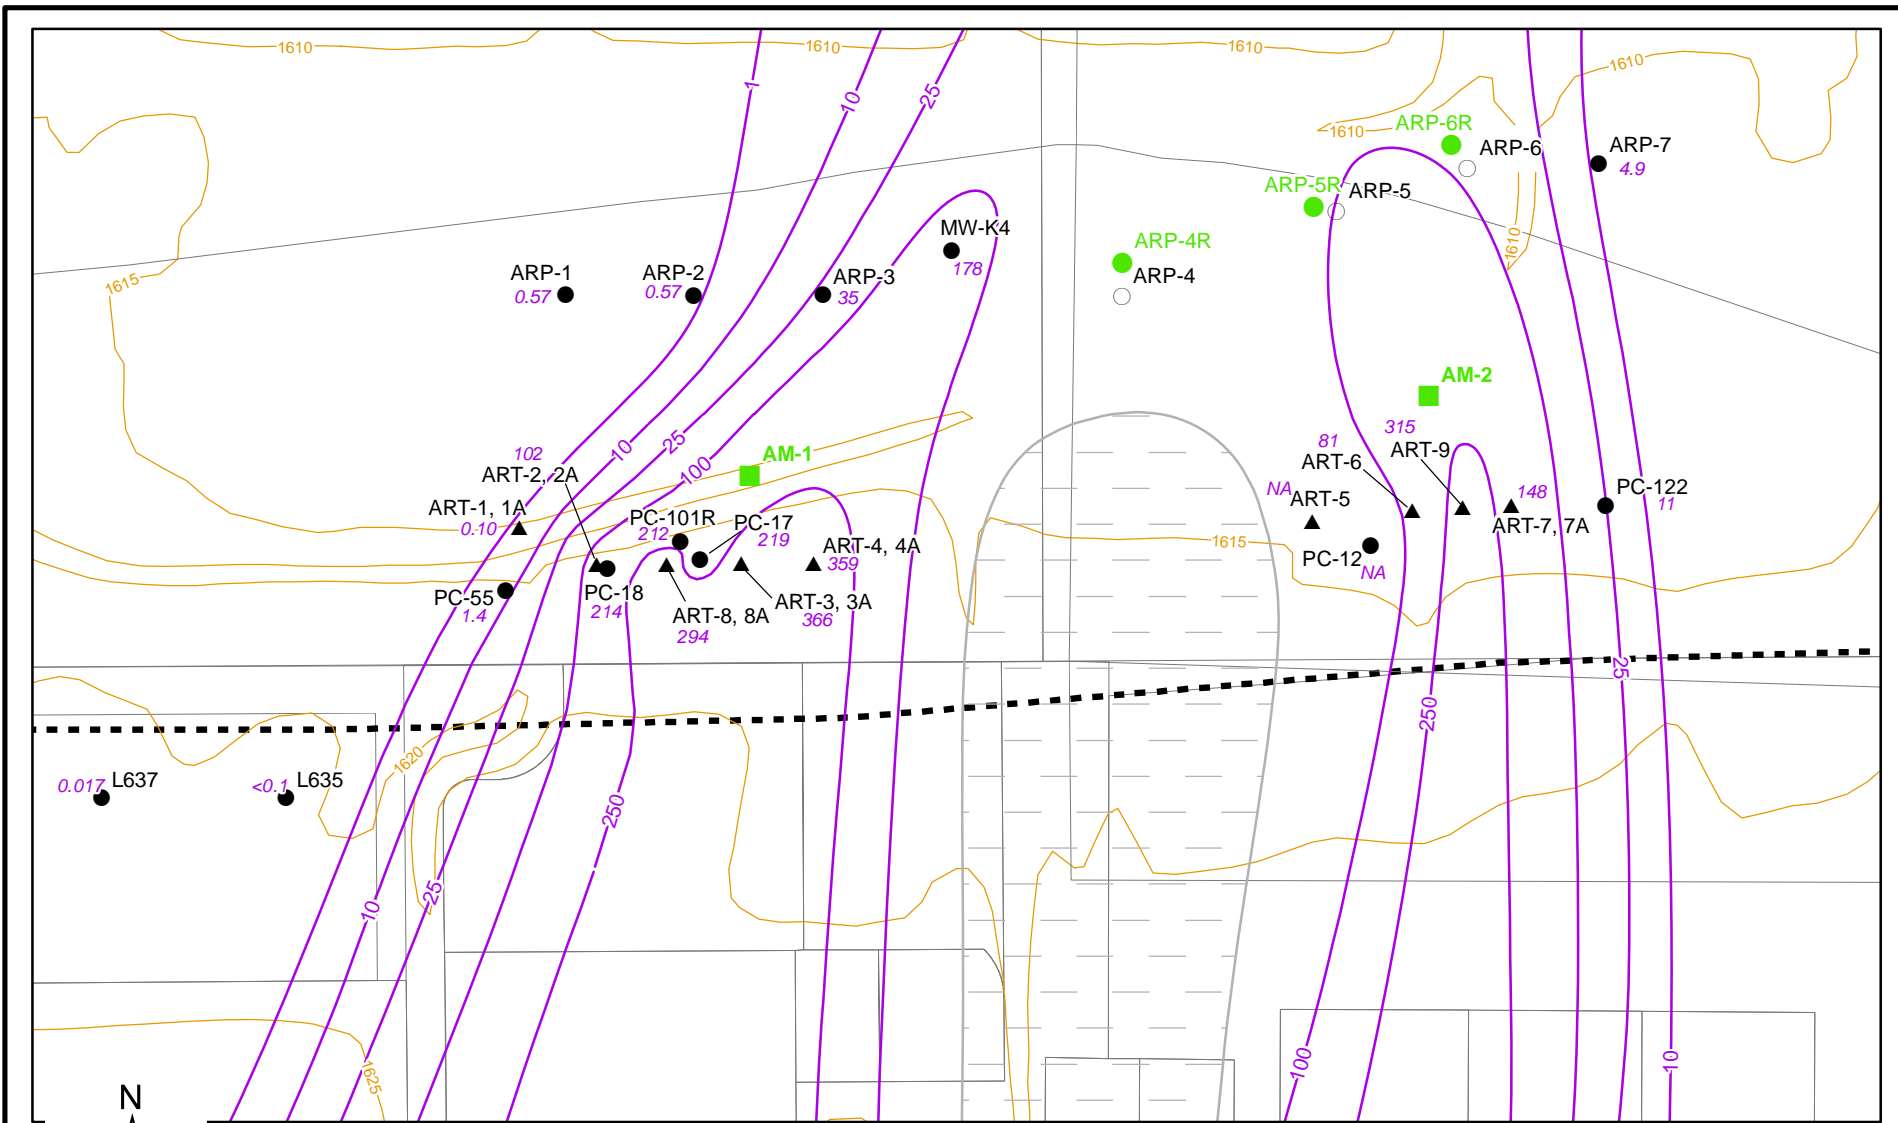 1610
1610
1610
1610
1
10
25
ARP-6R
1610
ARP-6
ARP-7
4.9
ARP-5R
ARP-5
MW-K4
178
ARP-4R
1610
ARP-1
0.57
ARP-2
0.57
ARP-3
35
ARP-4
1615
AM-2
315
10
25
100
AM-1
102
ART-2, 2A
81
ART-6
ART-9
ART-1, 1A
0.10
NA
ART-5
148
ART-7, 7A
PC-122
11
PC-101R
212
PC-17
219
ART-4, 4A
359
1615
PC-12
NA
PC-55
1.4
PC-18
214
ART-8, 8A
294
ART-3, 3A
366
25
250
1620
0.017
L637
<0.1
L635
250
10
25
100
10
1625
N